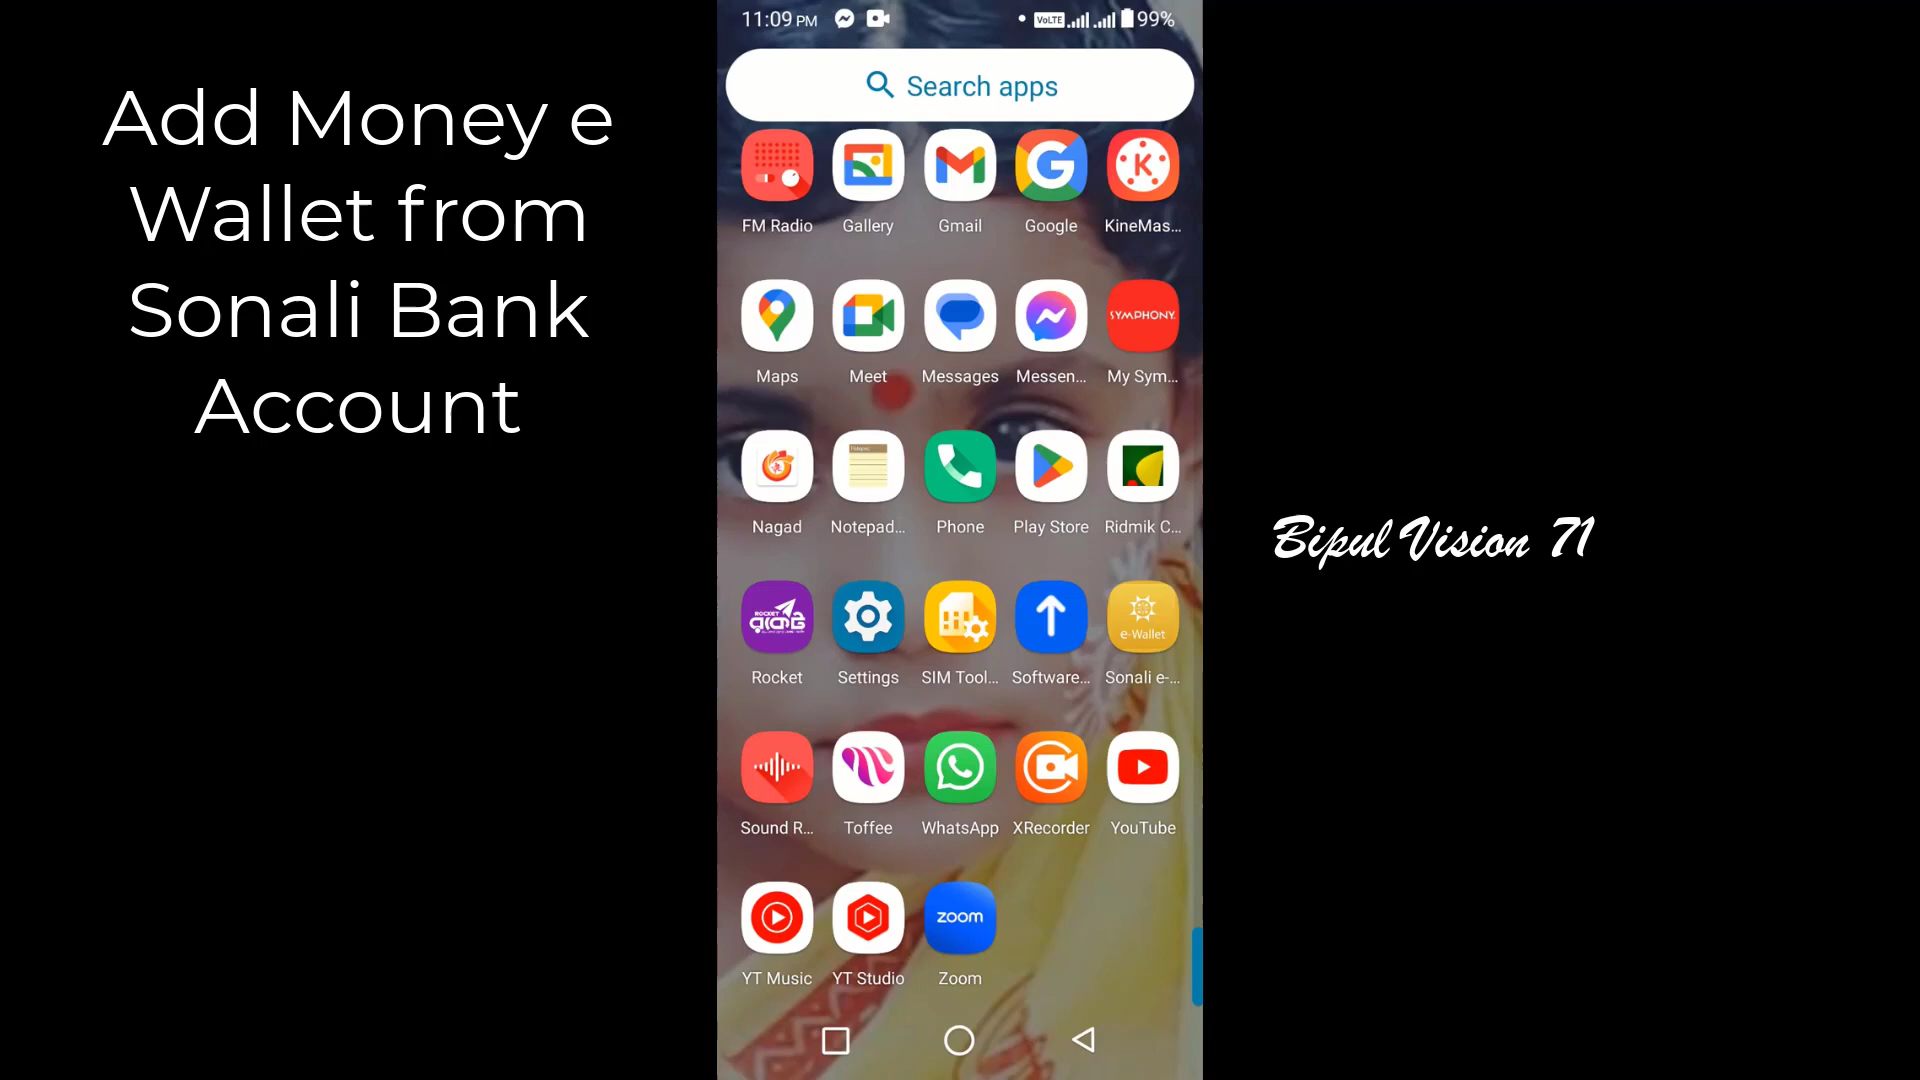 Add Money e
Wallet from
Sonali Bank
Account
11:09 PM
VoLTE
99%
Search apps
FM Radio
Gallery
Gmail
Google
KineMas...
Maps
Meet
Messages
Messen...
SYMPHONY
My Sym...
Nagad
Notepad...
Phone
Play Store
Ridmik C...
ROCKET
রকেট
Rocket
Settings
SIM Tool...
Software...
e-Wallet
Sonali e-...
Sound R...
Toffee
WhatsApp
XRecorder
YouTube
YT Music
YT Studio
zoom
Zoom
Bipul Vision 71